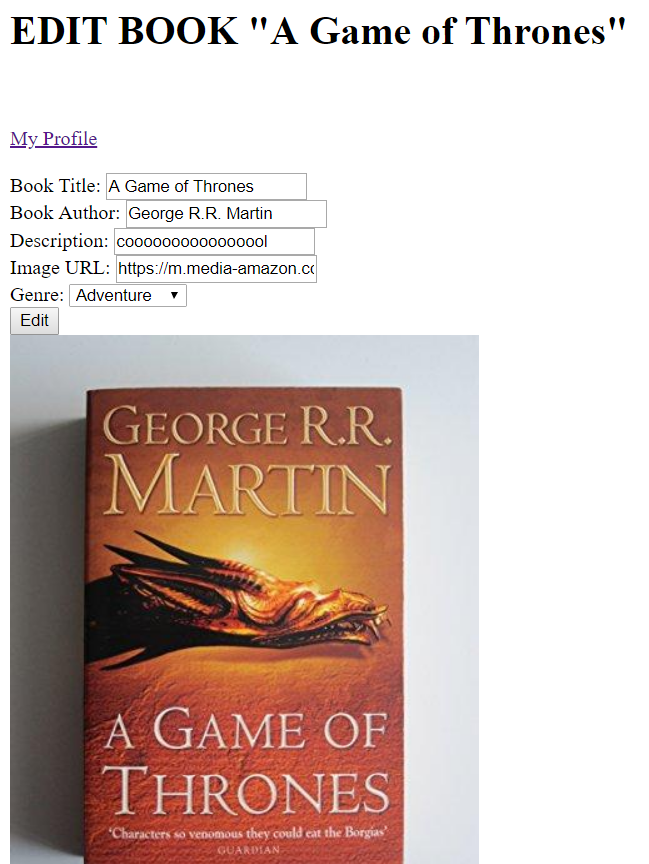 EDIT BOOK "A Game of Thrones"
My Profile
Book Title: A Game of Thrones
Book Author: George R.R. Martin
Description: cooooooooooooooool
Image URL: https://m.media-amazon.cc
Genre: Adventure ▼
Edit
GEORGE R.R.
MARTIN
A GAME OF
THRONES
'Characters so venomous they could eat the Borgias'
GUARDIAN